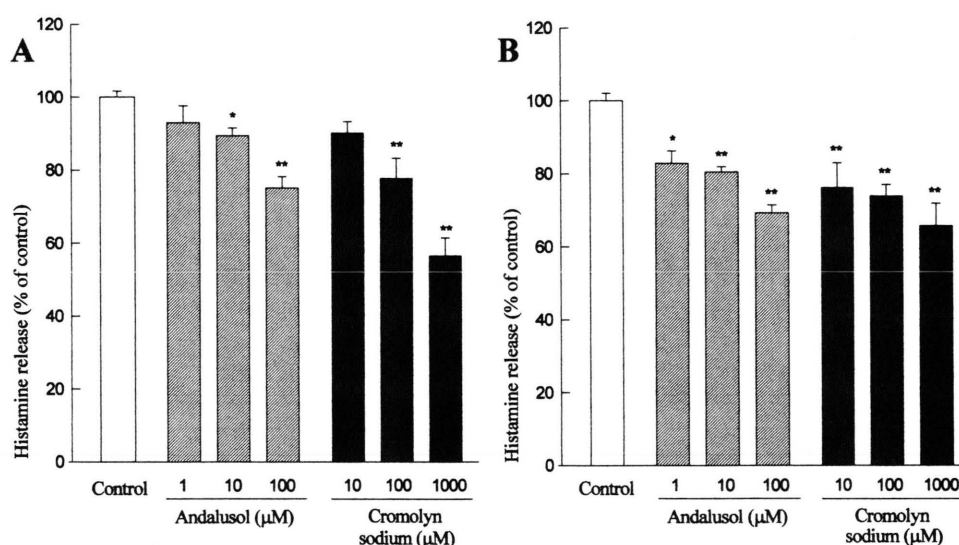 A
Histamine release (% of control)
120
100
80
60
40
20
0
*
**
**
**
Control
1 10 100
10 100 1000
Andalusol (μM)
Cromolyn
sodium (μM)
B
Histamine release (% of control)
120
100
80
60
40
20
0
*
**
**
**
**
**
Control
1 10 100
10 100 1000
Andalusol (μM)
Cromolyn
sodium (μM)